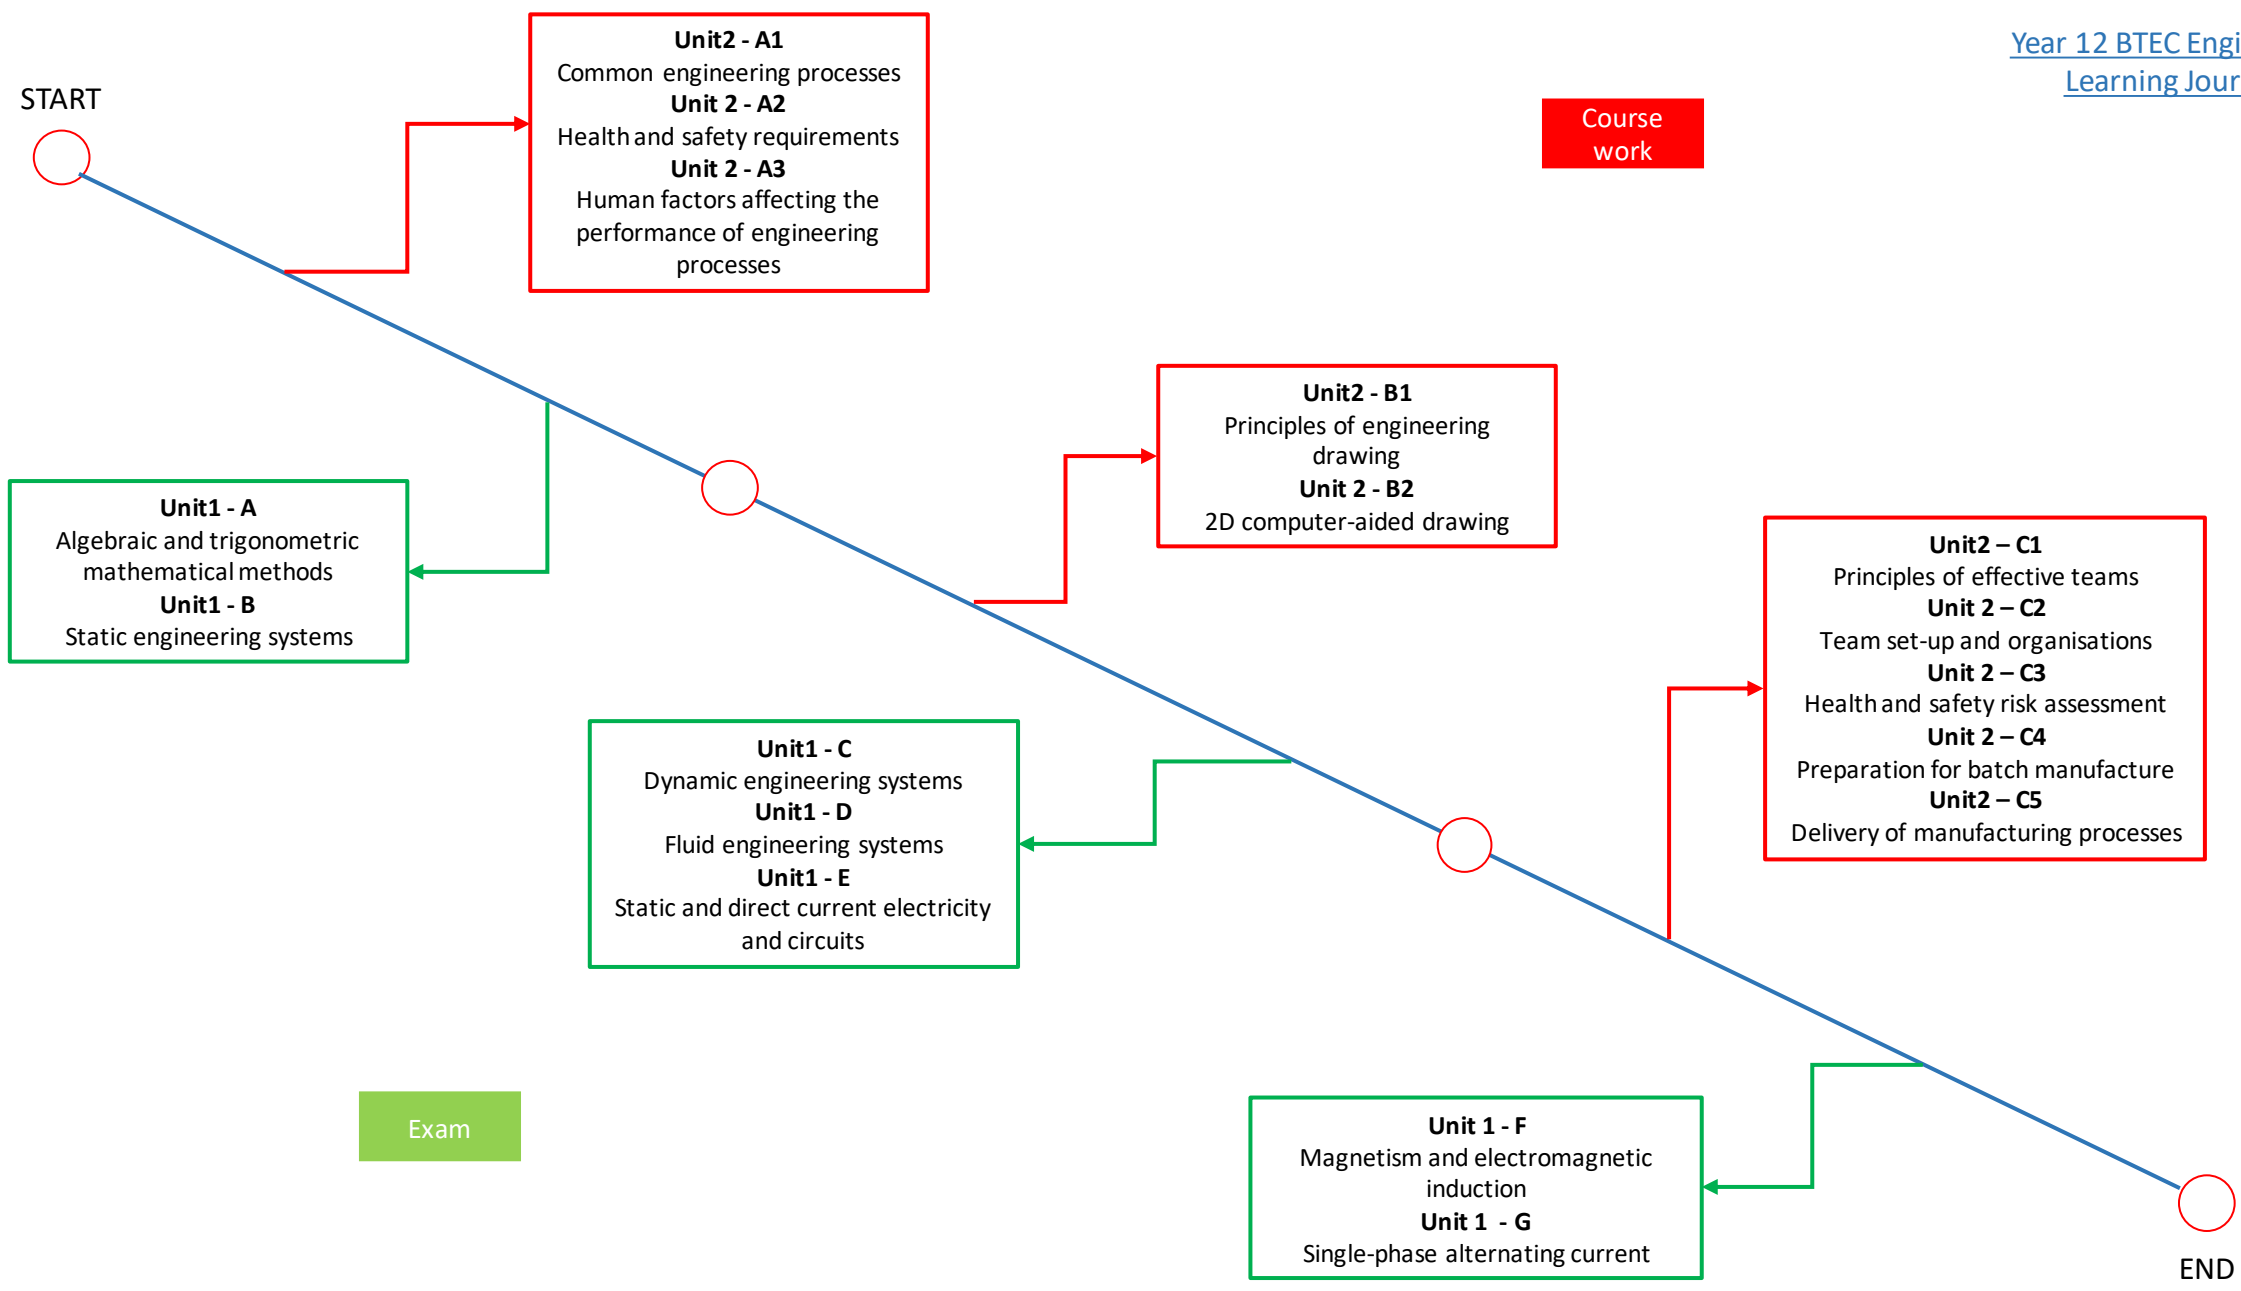 START
Unit2 - A1
Common engineering processes
Unit 2 - A2
Health and safety requirements
Unit 2 - A3
Human factors affecting the
performance of engineering
processes
Year 12 BTEC Engi
Learning Jour
Course
work
Unit1 - A
Algebraic and trigonometric
mathematical methods
Unit1 - B
Static engineering systems
Unit2 - B1
Principles of engineering
drawing
Unit 2 - B2
2D computer-aided drawing
Unit1 - C
Dynamic engineering systems
Unit1 - D
Fluid engineering systems
Unit1 - E
Static and direct current electricity
and circuits
Unit2 – C1
Principles of effective teams
Unit 2 – C2
Team set-up and organisations
Unit 2 – C3
Health and safety risk assessment
Unit 2 – C4
Preparation for batch manufacture
Unit2 – C5
Delivery of manufacturing processes
Exam
Unit 1 - F
Magnetism and electromagnetic
induction
Unit 1 - G
Single-phase alternating current
END